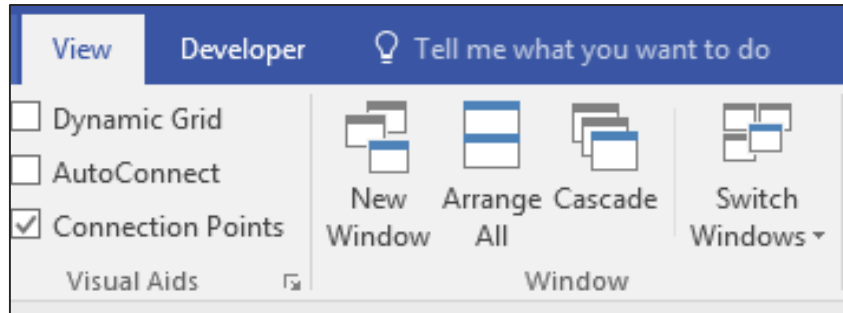 View Developer Tell me what you want to do
Dynamic Grid
AutoConnect
Connection Points
Visual Aids
New
Window
Arrange
All
Cascade
Switch
Windows
Window